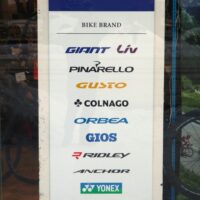 BIKE BRAND
GIANT Liv
PINARELLO
GUSTO
COLNAGO
ORBEA
GIOS
RIDLEY
ANCHOR
YONEX